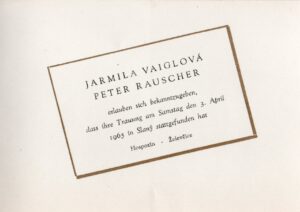 JARMILA VAIGLOVÁ
PETER RAUSCHER
erlauben sich bekanntzugeben,
dass ihre Trauung am Samstag den 3. April
1965 in Slaný stattgefunden hat
Hospozín - Žižice